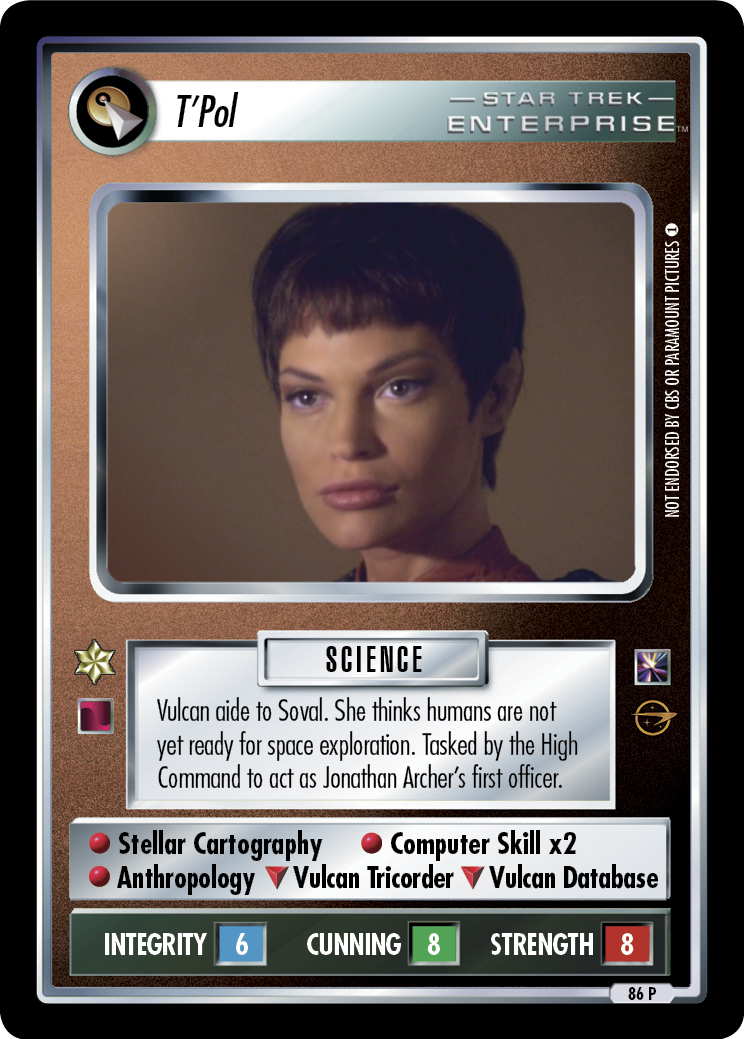 T'Pol
— STAR TREK —
ENTERPRISE™
NOT ENDORSED BY CBS OR PARAMOUNT PICTURES 1
SCIENCE
Vulcan aide to Soval. She thinks humans are not
yet ready for space exploration. Tasked by the High
Command to act as Jonathan Archer's first officer.
Stellar Cartography Computer Skill x2
Anthropology Vulcan Tricorder Vulcan Database
INTEGRITY 6 CUNNING 8 STRENGTH 8
86 P